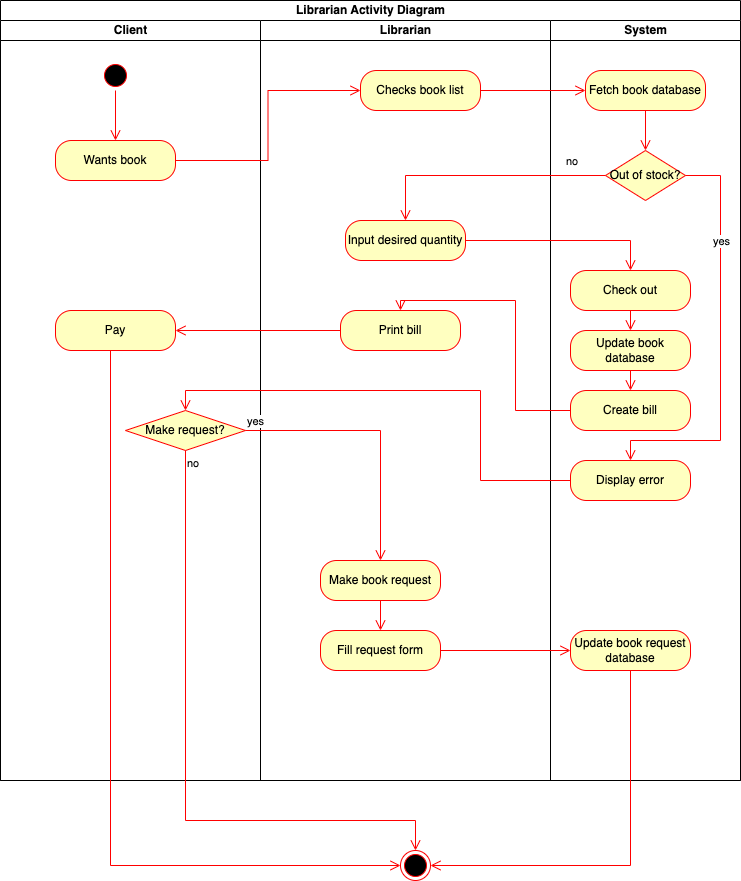 Librarian Activity Diagram
Client
Librarian
System
Checks book list
Fetch book database
Wants book
no
Out of stock?
Input desired quantity
yes
Check out
Pay
Print bill
Update book
database
Create bill
Make request?
yes
no
Display error
Make book request
Fill request form
Update book request
database